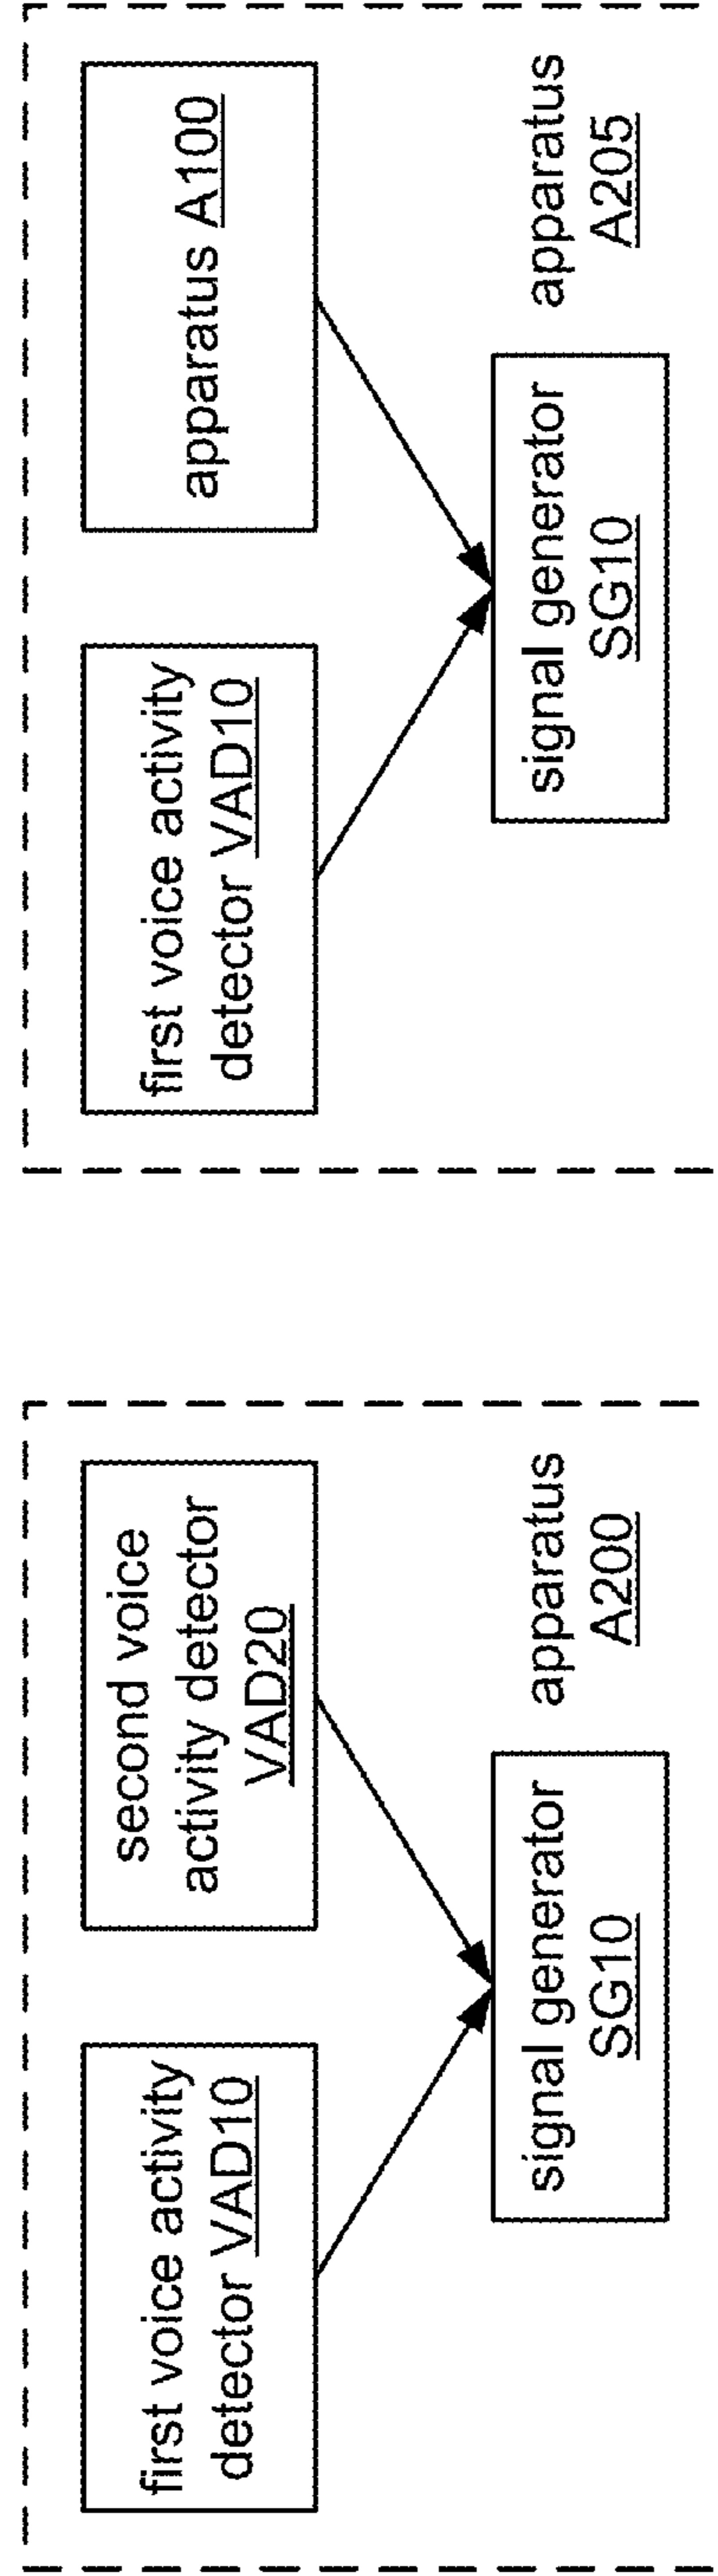 first voice activity
detector VAD10
second voice
activity detector
VAD20
signal generator
SG10
apparatus
A200
first voice activity
detector VAD10
apparatus A100
signal generator
SG10
apparatus
A205